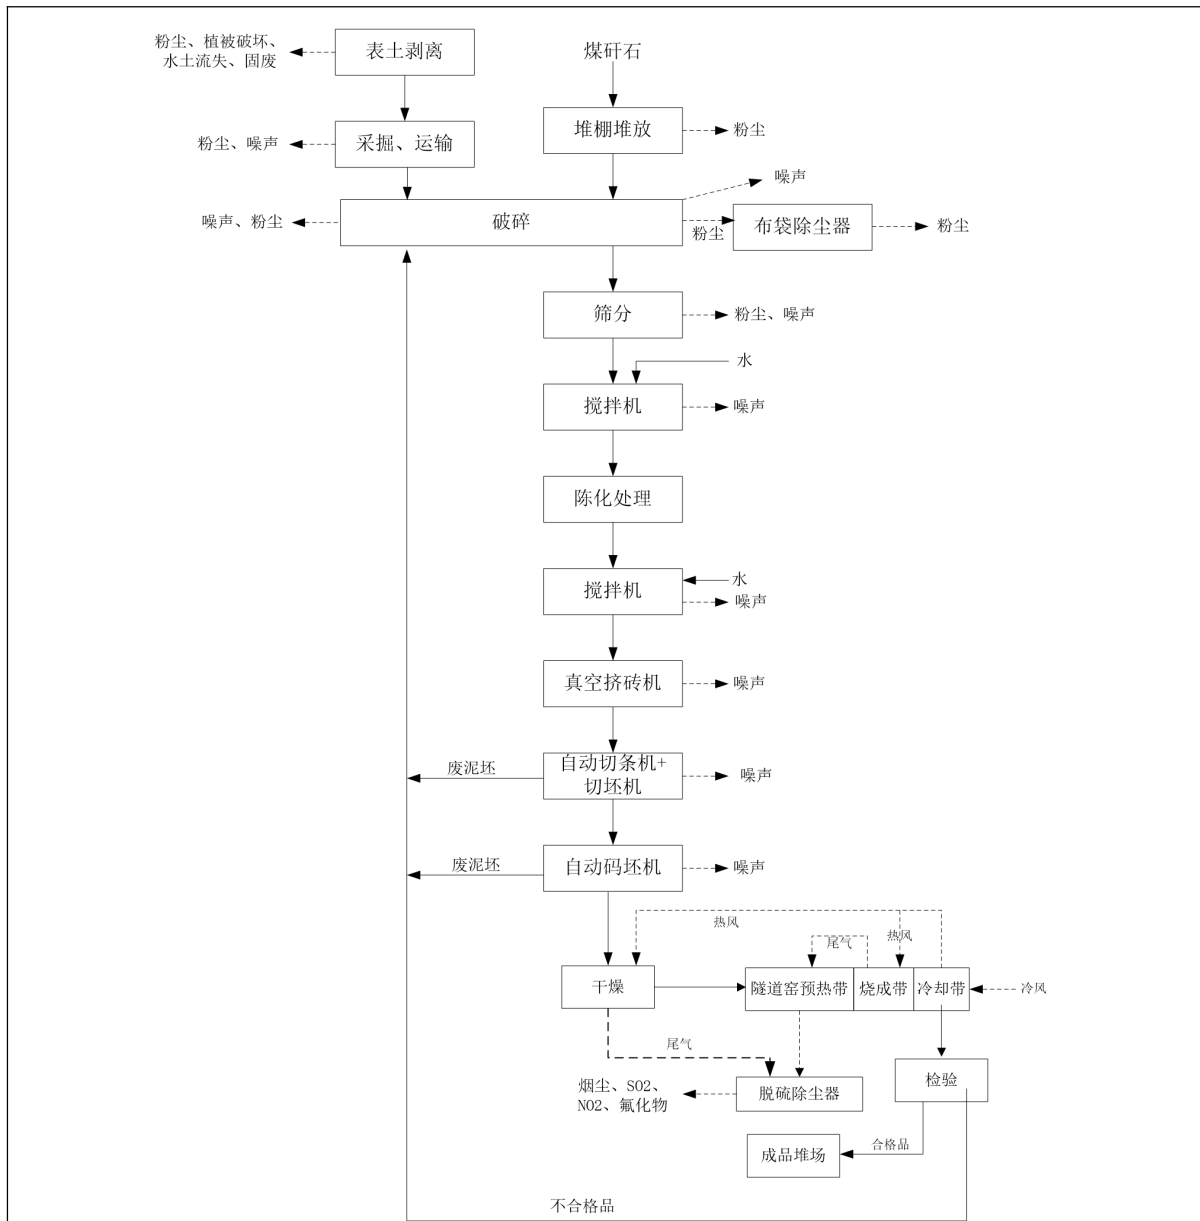 粉尘、植被破坏、
水土流失、固废
表土剥离
煤矸石
粉尘、噪声
采掘、运输
堆棚堆放
粉尘
噪声
噪声、粉尘
破碎
粉尘
布袋除尘器
粉尘
筛分
粉尘、噪声
水
搅拌机
噪声
陈化处理
搅拌机
水
噪声
真空挤砖机
噪声
废泥坯
自动切条机+
切坯机
噪声
废泥坯
自动码坯机
噪声
热风
尾气
热风
干燥
隧道窑预热带
烧成带
冷却带
冷风
尾气
烟尘、SO2、
NO2、氟化物
脱硫除尘器
检验
成品堆场
合格品
不合格品